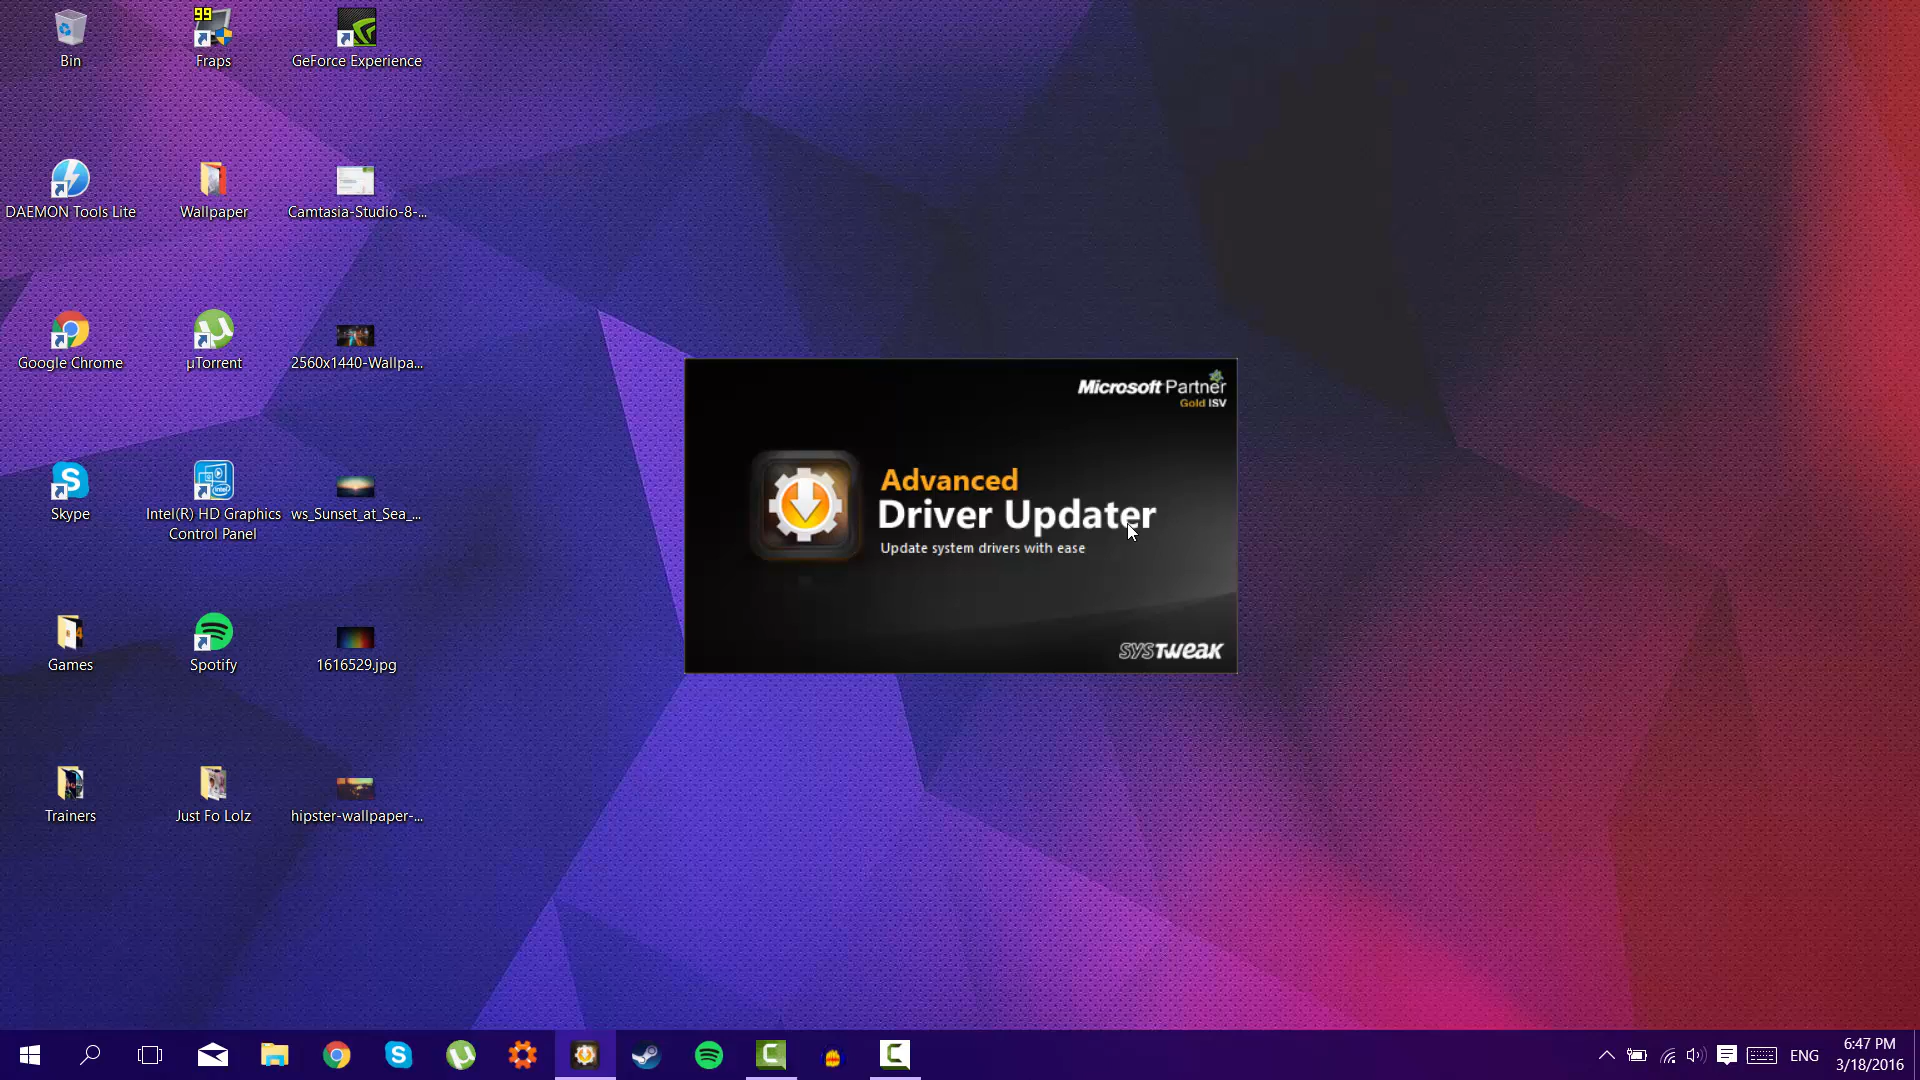 99
Bin
Fraps
GeForce Experience
DAEMON Tools Lite
Wallpaper
Camtasia-Studio-8-...
Google Chrome
µTorrent
2560x1440-Wallpa...
Skype
Intel(R) HD Graphics
Control Panel
ws_Sunset_at_Sea_...
Games
Spotify
1616529.jpg
Trainers
Just Fo Lolz
hipster-wallpaper-...
Microsoft Partner
Gold ISV
Advanced
Driver Updater
Update system drivers with ease
SYSTWEAK
ENG
6:47 PM
3/18/2016